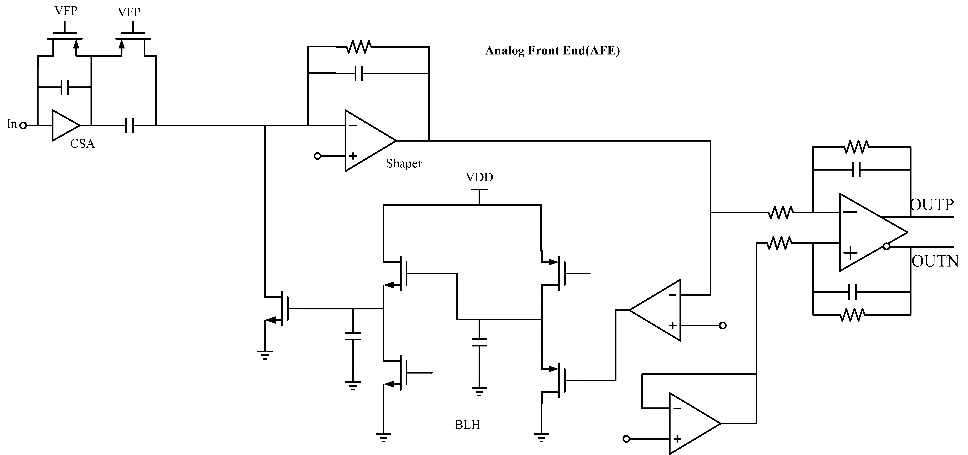 VFP VFP
Analog Front End(AFE)
In
CSA
Shaper
VDD
OUTP
OUTN
BLH